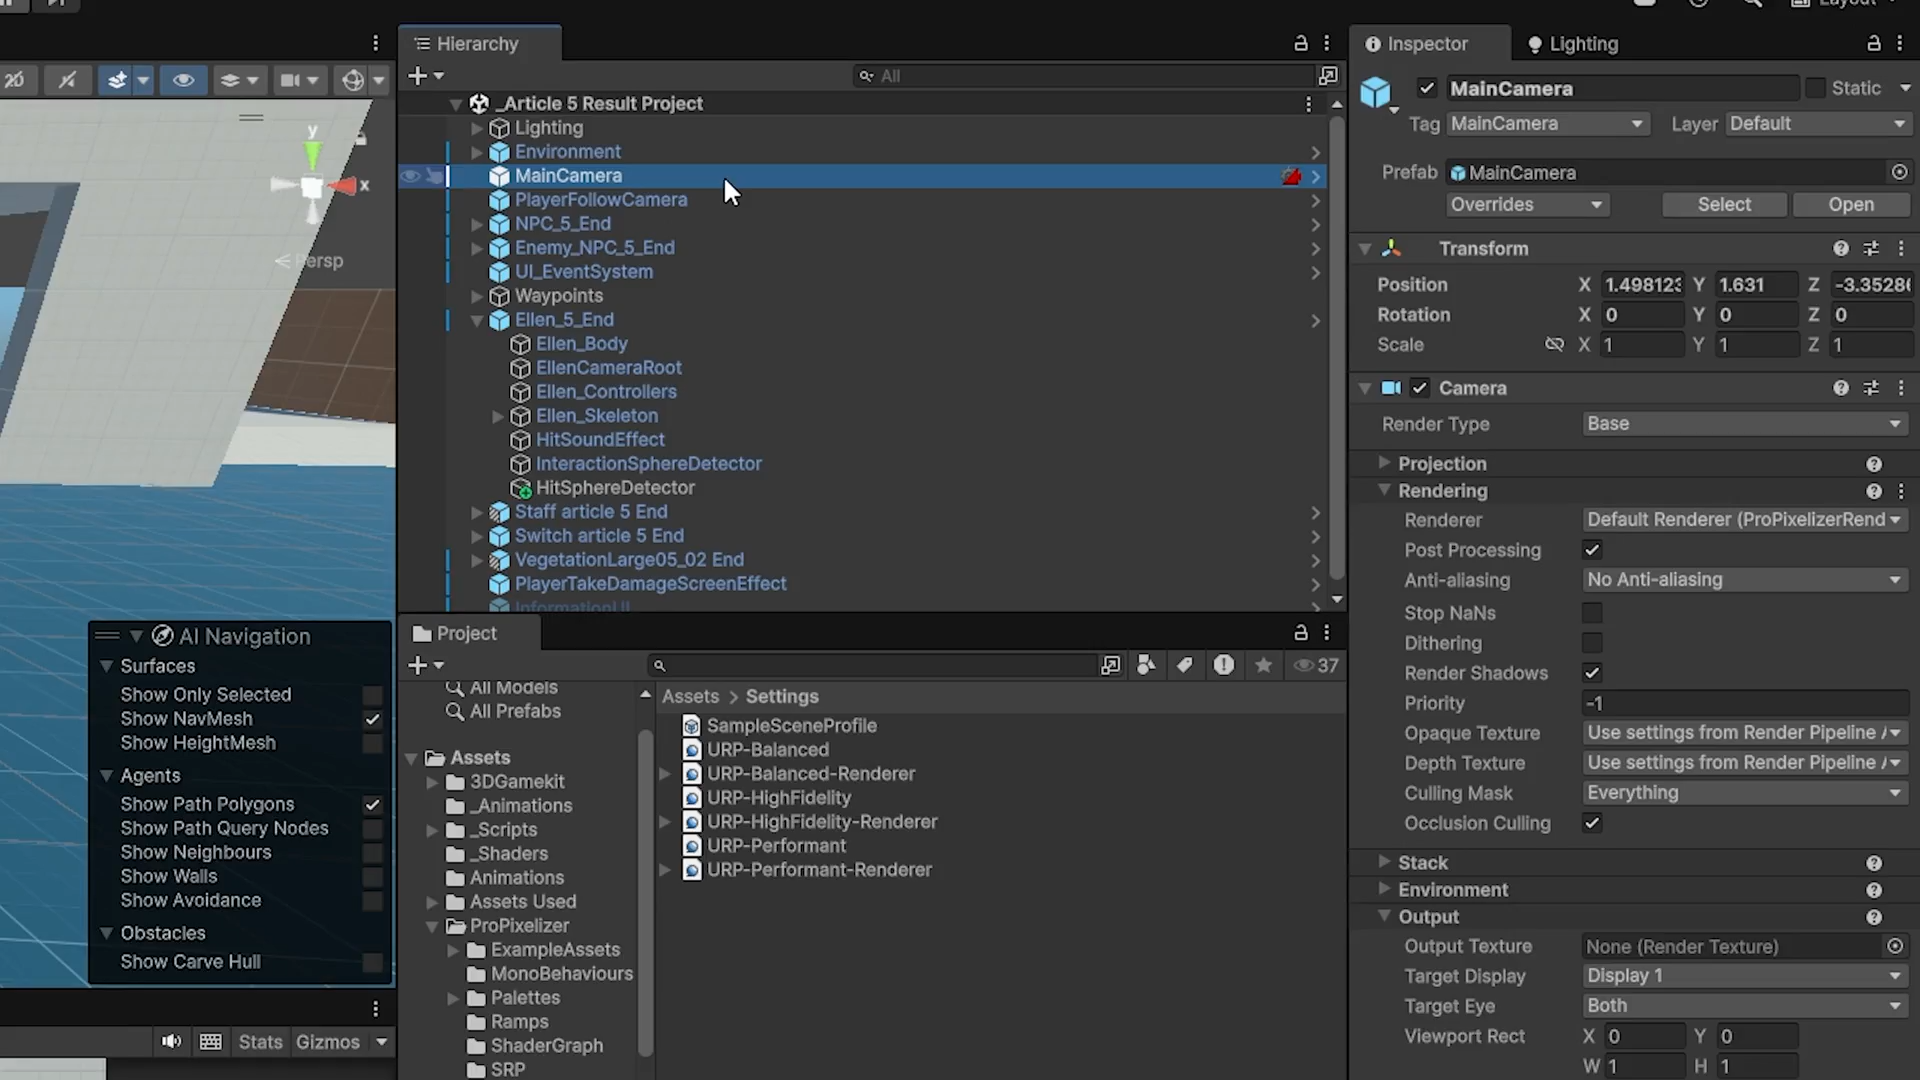 Layout
Hierarchy
All
_Article 5 Result Project
Lighting
Environment
MainCamera
PlayerFollowCamera
NPC_5_End
Enemy_NPC_5_End
UI_EventSystem
Waypoints
Ellen_5_End
Ellen_Body
EllenCameraRoot
Ellen_Controllers
Ellen_Skeleton
HitSoundEffect
InteractionSphereDetector
HitSphereDetector
Staff article 5 End
Switch article 5 End
VegetationLarge05_02 End
PlayerTakeDamageScreenEffect
InformationUI
2D
y
x
Persp
AI Navigation
Surfaces
Show Only Selected
Show NavMesh
Show HeightMesh
Agents
Show Path Polygons
Show Path Query Nodes
Show Neighbours
Show Walls
Show Avoidance
Obstacles
Show Carve Hull
Stats
Gizmos
Project
37
All Models
All Prefabs
Assets
3DGamekit
_Animations
_Scripts
_Shaders
Animations
Assets Used
ProPixelizer
ExampleAssets
MonoBehaviours
Palettes
Ramps
ShaderGraph
SRP
Assets > Settings
SampleSceneProfile
URP-Balanced
URP-Balanced-Renderer
URP-HighFidelity
URP-HighFidelity-Renderer
URP-Performant
URP-Performant-Renderer
Inspector
Lighting
MainCamera
Static
Tag MainCamera Layer Default
Prefab MainCamera
Overrides Select Open
Transform
Position X 1.498123 Y 1.631 Z -3.3528
Rotation X 0 Y 0 Z 0
Scale X 1 Y 1 Z 1
Camera
Render Type Base
Projection
Rendering
Renderer Default Renderer (ProPixelizerRend
Post Processing
Anti-aliasing No Anti-aliasing
Stop NaNs
Dithering
Render Shadows
Priority -1
Opaque Texture Use settings from Render Pipeline
Depth Texture Use settings from Render Pipeline
Culling Mask Everything
Occlusion Culling
Stack
Environment
Output
Output Texture None (Render Texture)
Target Display Display 1
Target Eye Both
Viewport Rect X 0 Y 0
W 1 H 1